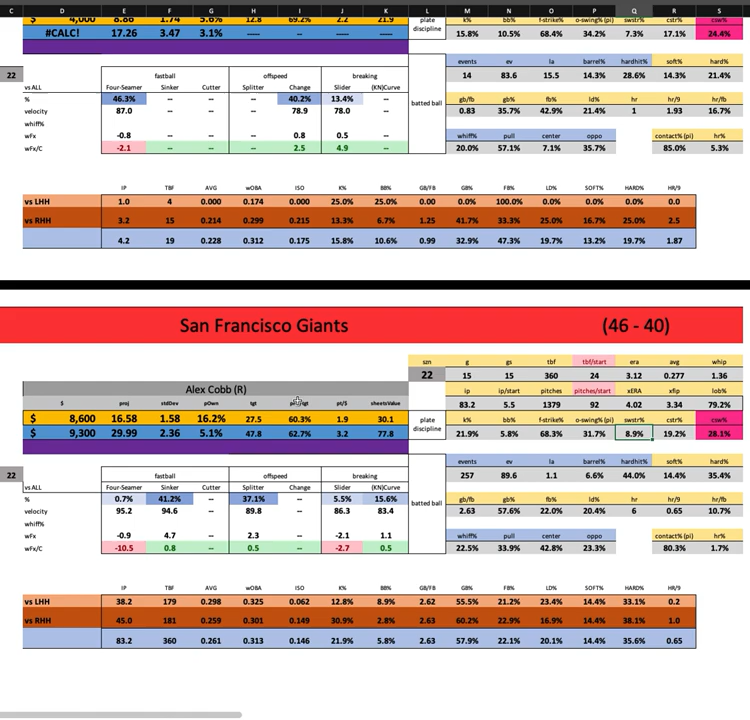 C D E F G H I J K L M N O P Q R S
$ 4,000 8.86 1.74 5.6% 12.8 69.2% 2.2 21.9 plate discipline k% bb% f-strike% o-swing% (pi) swstr% cstr% csw%
#CALC! 17.26 3.47 3.1% ---- -- -- ---- 15.8% 10.5% 68.4% 34.2% 7.3% 17.1% 24.4%
events ev la barrel% hardhit% soft% hard%
22 fastball offspeed breaking 14 83.6 15.5 14.3% 28.6% 14.3% 21.4%
vs ALL Four-Seamer Sinker Cutter Splitter Change Slider (KN)Curve
% 46.3% -- -- -- 40.2% 13.4% -- batted ball gb/fb gb% fb% ld% hr hr/9 hr/fb
velocity 87.0 -- -- -- 78.9 78.0 -- 0.83 35.7% 42.9% 21.4% 1 1.93 16.7%
whiff%
wFx -0.8 0.8 0.5 whiff% pull center oppo contact% (pi) hr%
wFx/C -2.1 -- -- -- 2.5 4.9 -- 20.0% 57.1% 7.1% 35.7% 85.0% 5.3%
IP TBF AVG wOBA ISO K% BB% GB/FB GB% FB% LD% SOFT% HARD% HR/9
vs LHH 1.0 4 0.000 0.174 0.000 25.0% 25.0% 0.00 0.0% 100.0% 0.0% 0.0% 0.0% 0.0
vs RHH 3.2 15 0.214 0.299 0.215 13.3% 6.7% 1.25 41.7% 33.3% 25.0% 16.7% 25.0% 2.5
4.2 19 0.228 0.312 0.175 15.8% 10.6% 0.99 32.9% 47.3% 19.7% 13.2% 19.7% 1.87
San Francisco Giants (46 - 40)
szn g gs tbf tbf/start era avg whip
22 15 15 360 24 3.12 0.277 1.36
Alex Cobb (R) ip ip/start pitches pitches/start xERA xfip lob%
$ proj stdDev pOwn tgt pt/$ sheetsValue 83.2 5.5 1379 92 4.02 3.34 79.2%
$ 8,600 16.58 1.58 16.2% 27.5 60.3% 1.9 30.1 plate discipline k% bb% f-strike% o-swing% (pi) swstr% cstr% csw%
$ 9,300 29.99 2.36 5.1% 47.8 62.7% 3.2 77.8 21.9% 5.8% 68.3% 31.7% 8.9% 19.2% 28.1%
events ev la barrel% hardhit% soft% hard%
22 fastball offspeed breaking 257 89.6 1.1 6.6% 44.0% 14.4% 35.4%
vs ALL Four-Seamer Sinker Cutter Splitter Change Slider (KN)Curve
% 0.7% 41.2% -- 37.1% -- 5.5% 15.6% batted ball gb/fb gb% fb% ld% hr hr/9 hr/fb
velocity 95.2 94.6 -- 89.8 -- 86.3 83.4 2.63 57.6% 22.0% 20.4% 6 0.65 10.7%
whiff%
wFx -0.9 4.7 2.3 -2.1 1.1 whiff% pull center oppo contact% (pi) hr%
wFx/C -10.5 0.8 -- 0.5 -- -2.7 0.5 22.5% 33.9% 42.8% 23.3% 80.3% 1.7%
IP TBF AVG wOBA ISO K% BB% GB/FB GB% FB% LD% SOFT% HARD% HR/9
vs LHH 38.2 179 0.298 0.325 0.062 12.8% 8.9% 2.62 55.5% 21.2% 23.4% 14.4% 33.1% 0.2
vs RHH 45.0 181 0.259 0.301 0.149 30.9% 2.8% 2.63 60.2% 22.9% 16.9% 14.4% 38.1% 1.0
83.2 360 0.261 0.313 0.146 21.9% 5.8% 2.63 57.9% 22.1% 20.1% 14.4% 35.6% 0.65